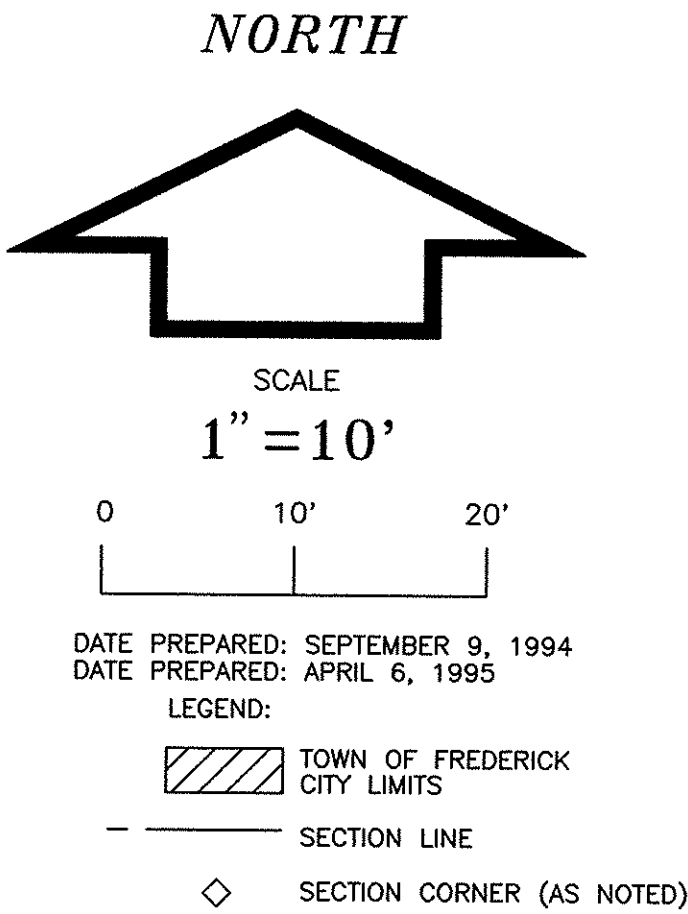 NORTH
SCALE
1"=10'
0 10' 20'
DATE PREPARED: SEPTEMBER 9, 1994
DATE PREPARED: APRIL 6, 1995
LEGEND:
TOWN OF FREDERICK
CITY LIMITS
SECTION LINE
SECTION CORNER (AS NOTED)